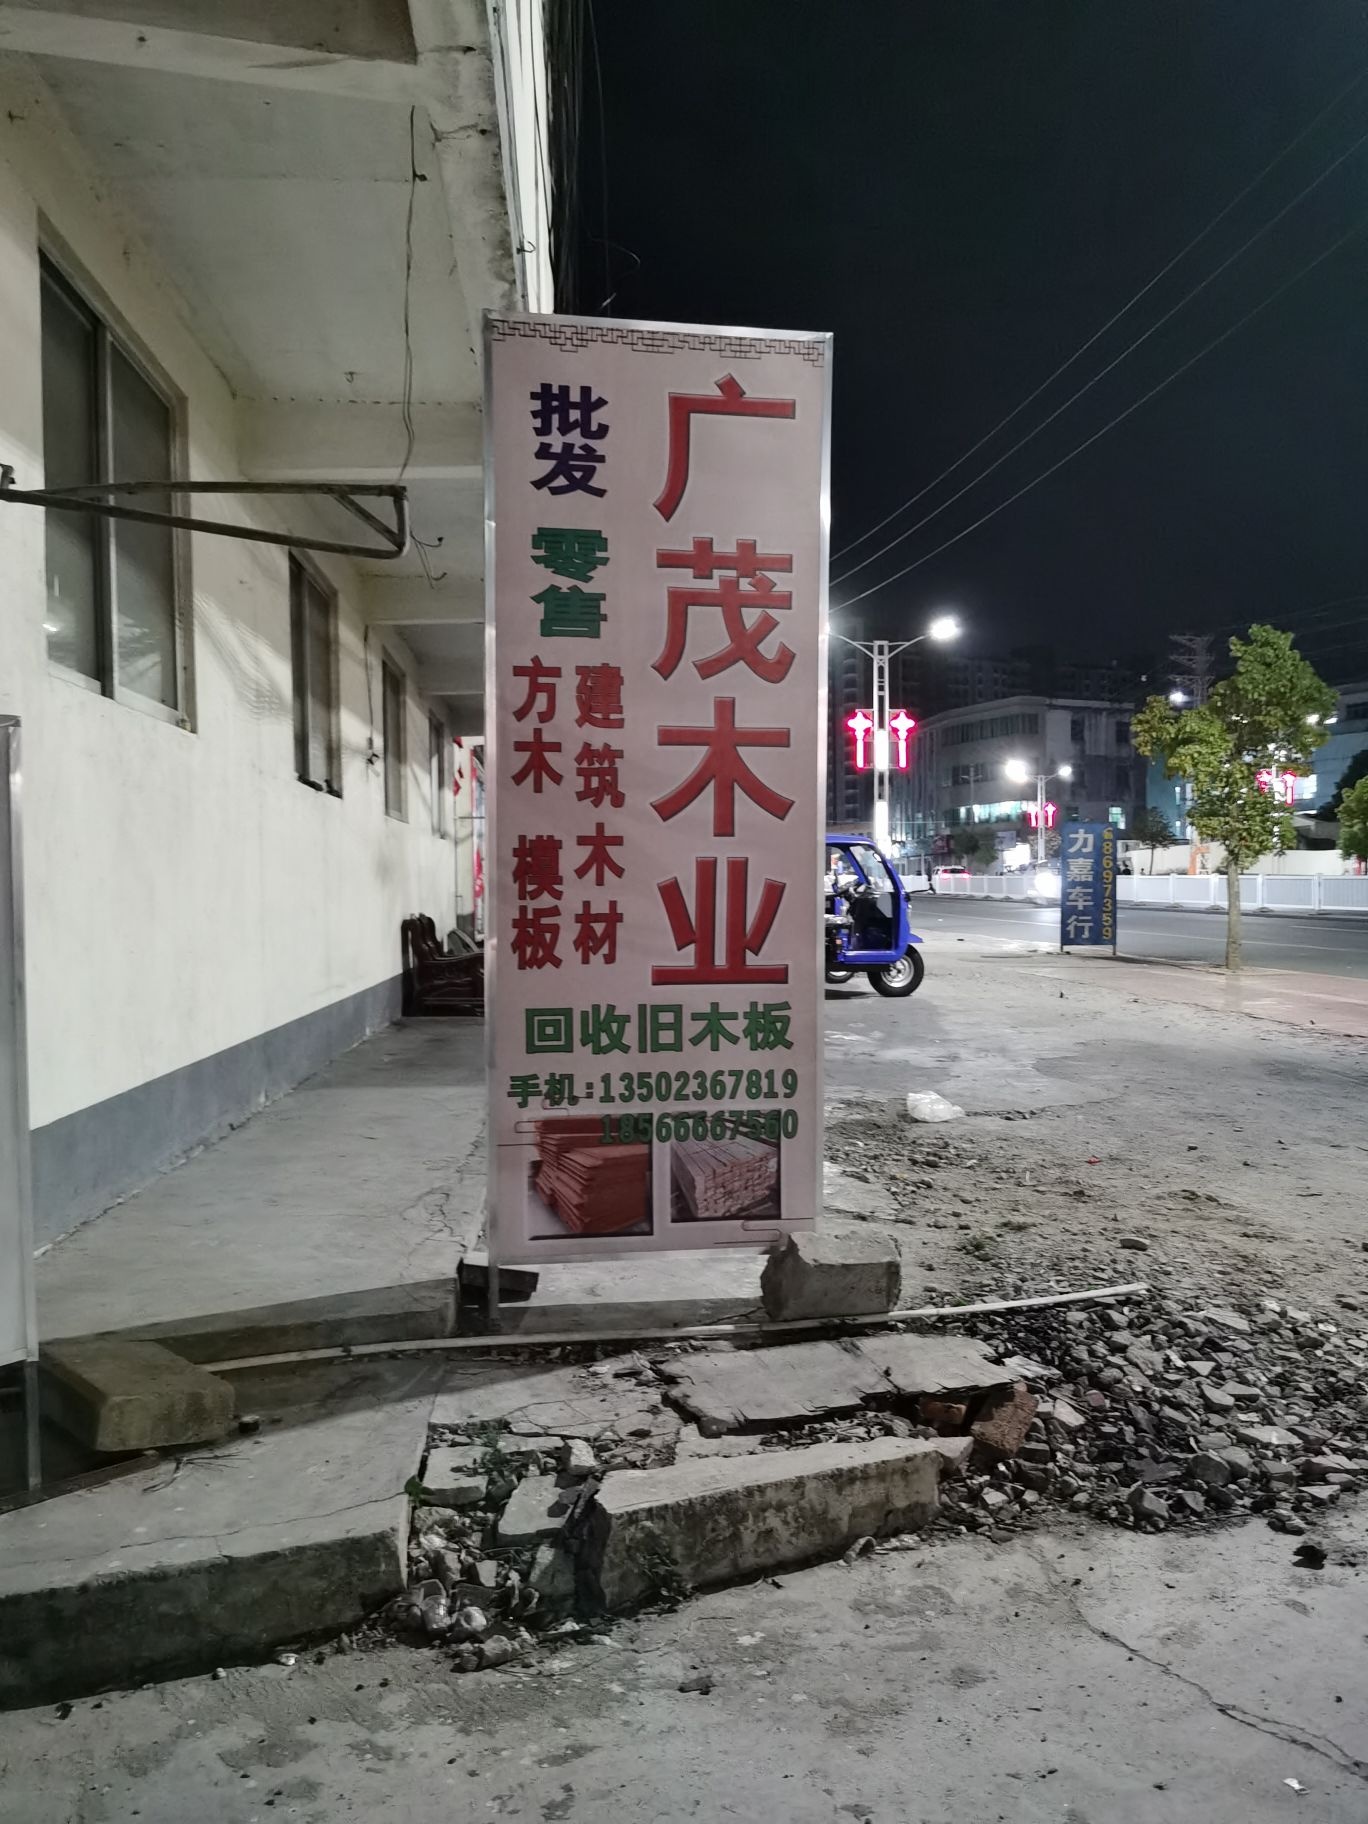 广茂木业
批发
零售
建筑木材
方木 模板
回收旧木板
手机:13502367819
18566667560
力嘉车行
8697359